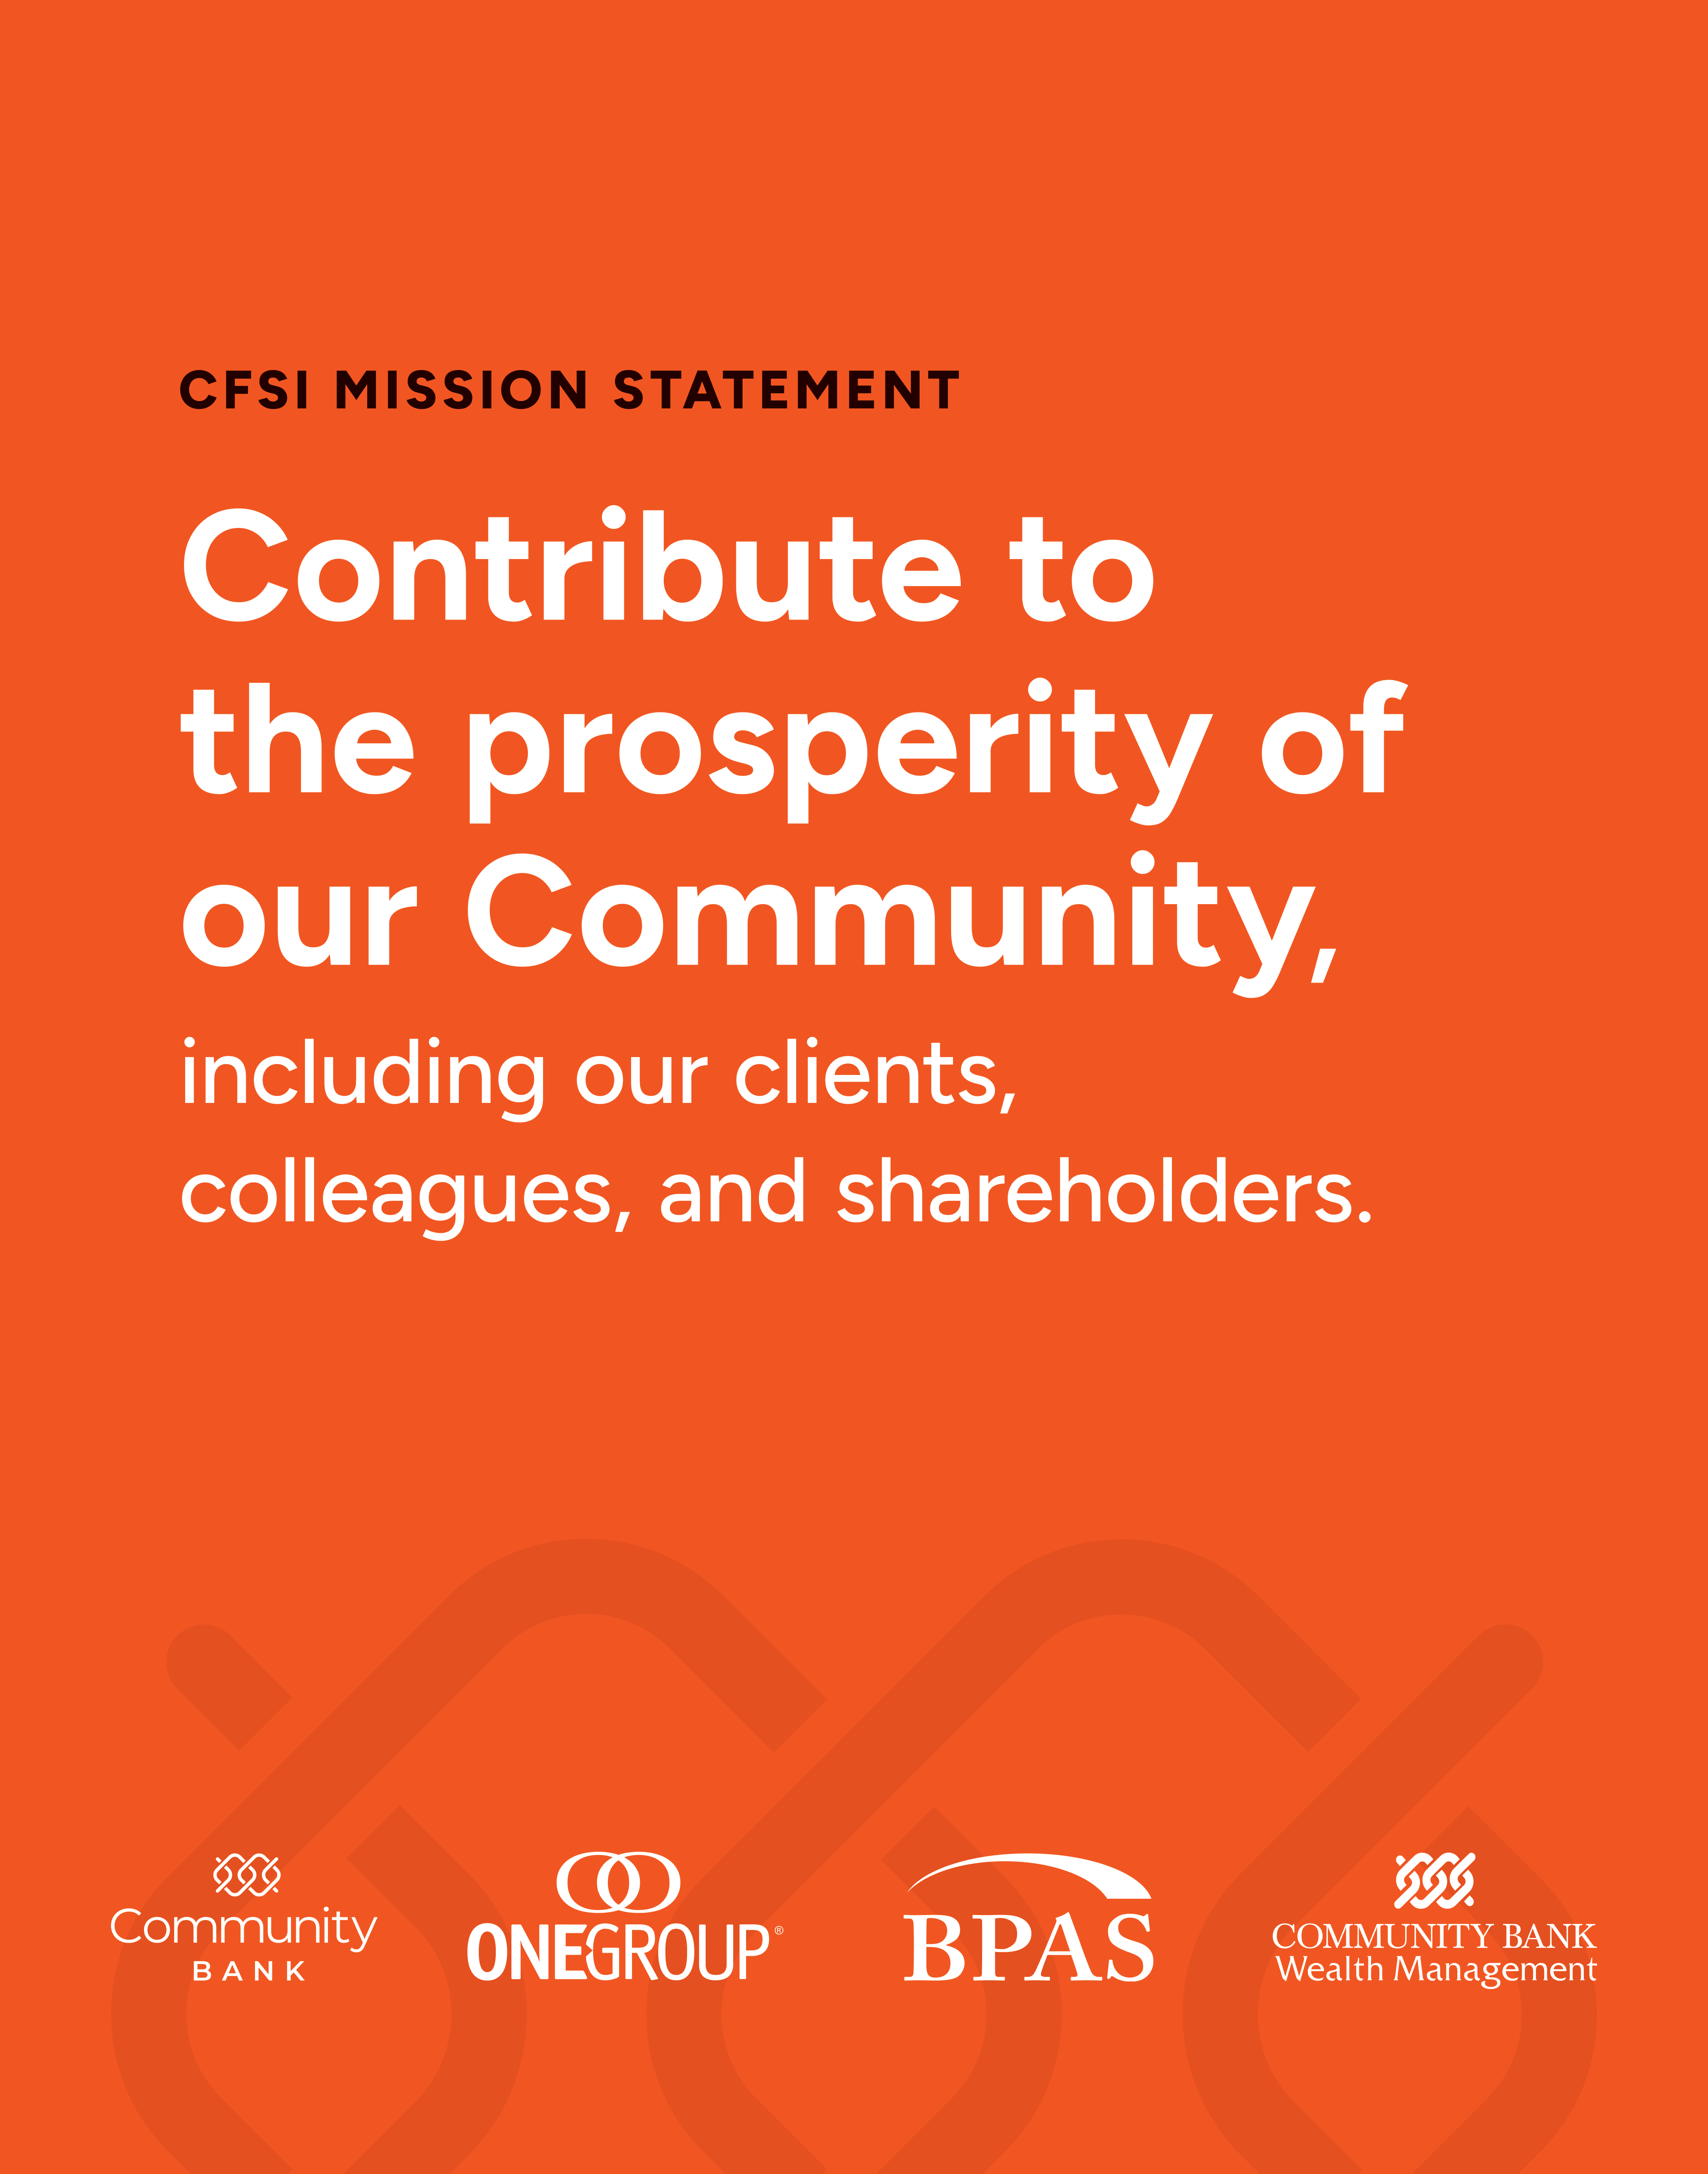 CFSI MISSION STATEMENT
Contribute to
the prosperity of
our Community,
including our clients,
colleagues, and shareholders.
Community
BANK
ONEGROUP®
BPAS
COMMUNITY BANK
Wealth Management